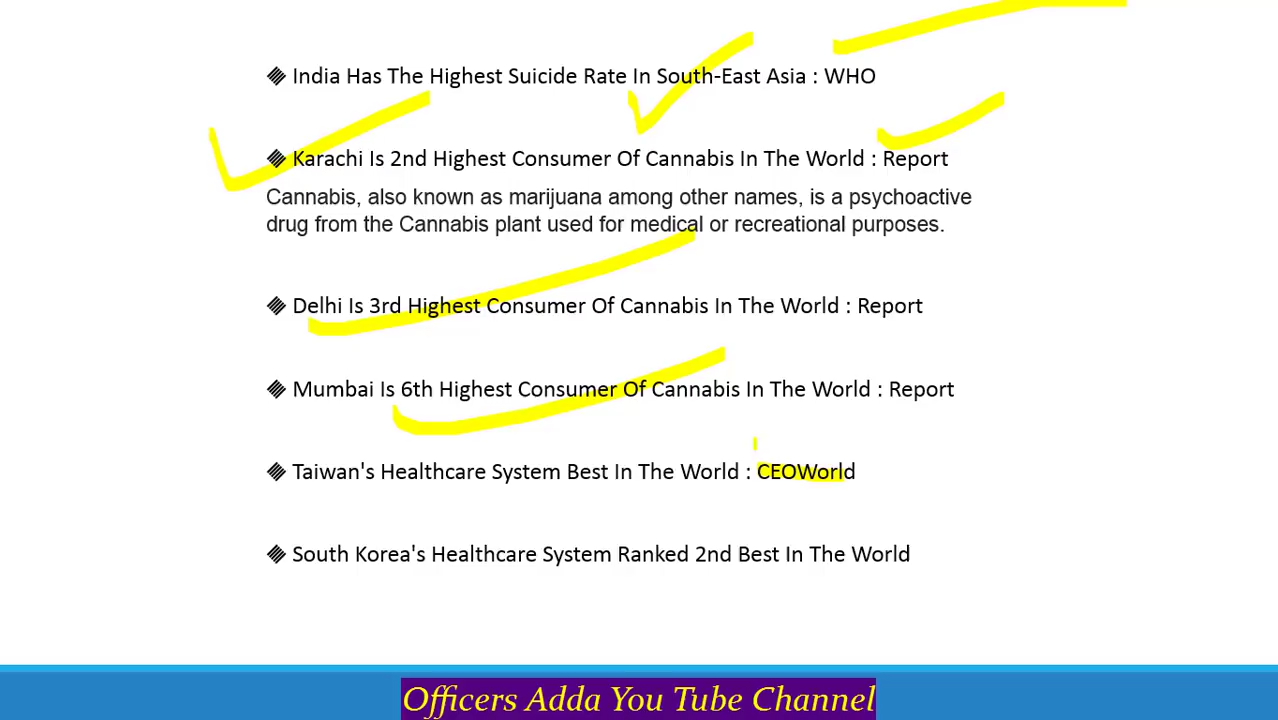 India Has The Highest Suicide Rate In South-East Asia : WHO
Karachi Is 2nd Highest Consumer Of Cannabis In The World : Report
Cannabis, also known as marijuana among other names, is a psychoactive
drug from the Cannabis plant used for medical or recreational purposes.
Delhi Is 3rd Highest Consumer Of Cannabis In The World : Report
Mumbai Is 6th Highest Consumer Of Cannabis In The World : Report
Taiwan's Healthcare System Best In The World : CEOWorld
South Korea's Healthcare System Ranked 2nd Best In The World
Officers Adda You Tube Channel